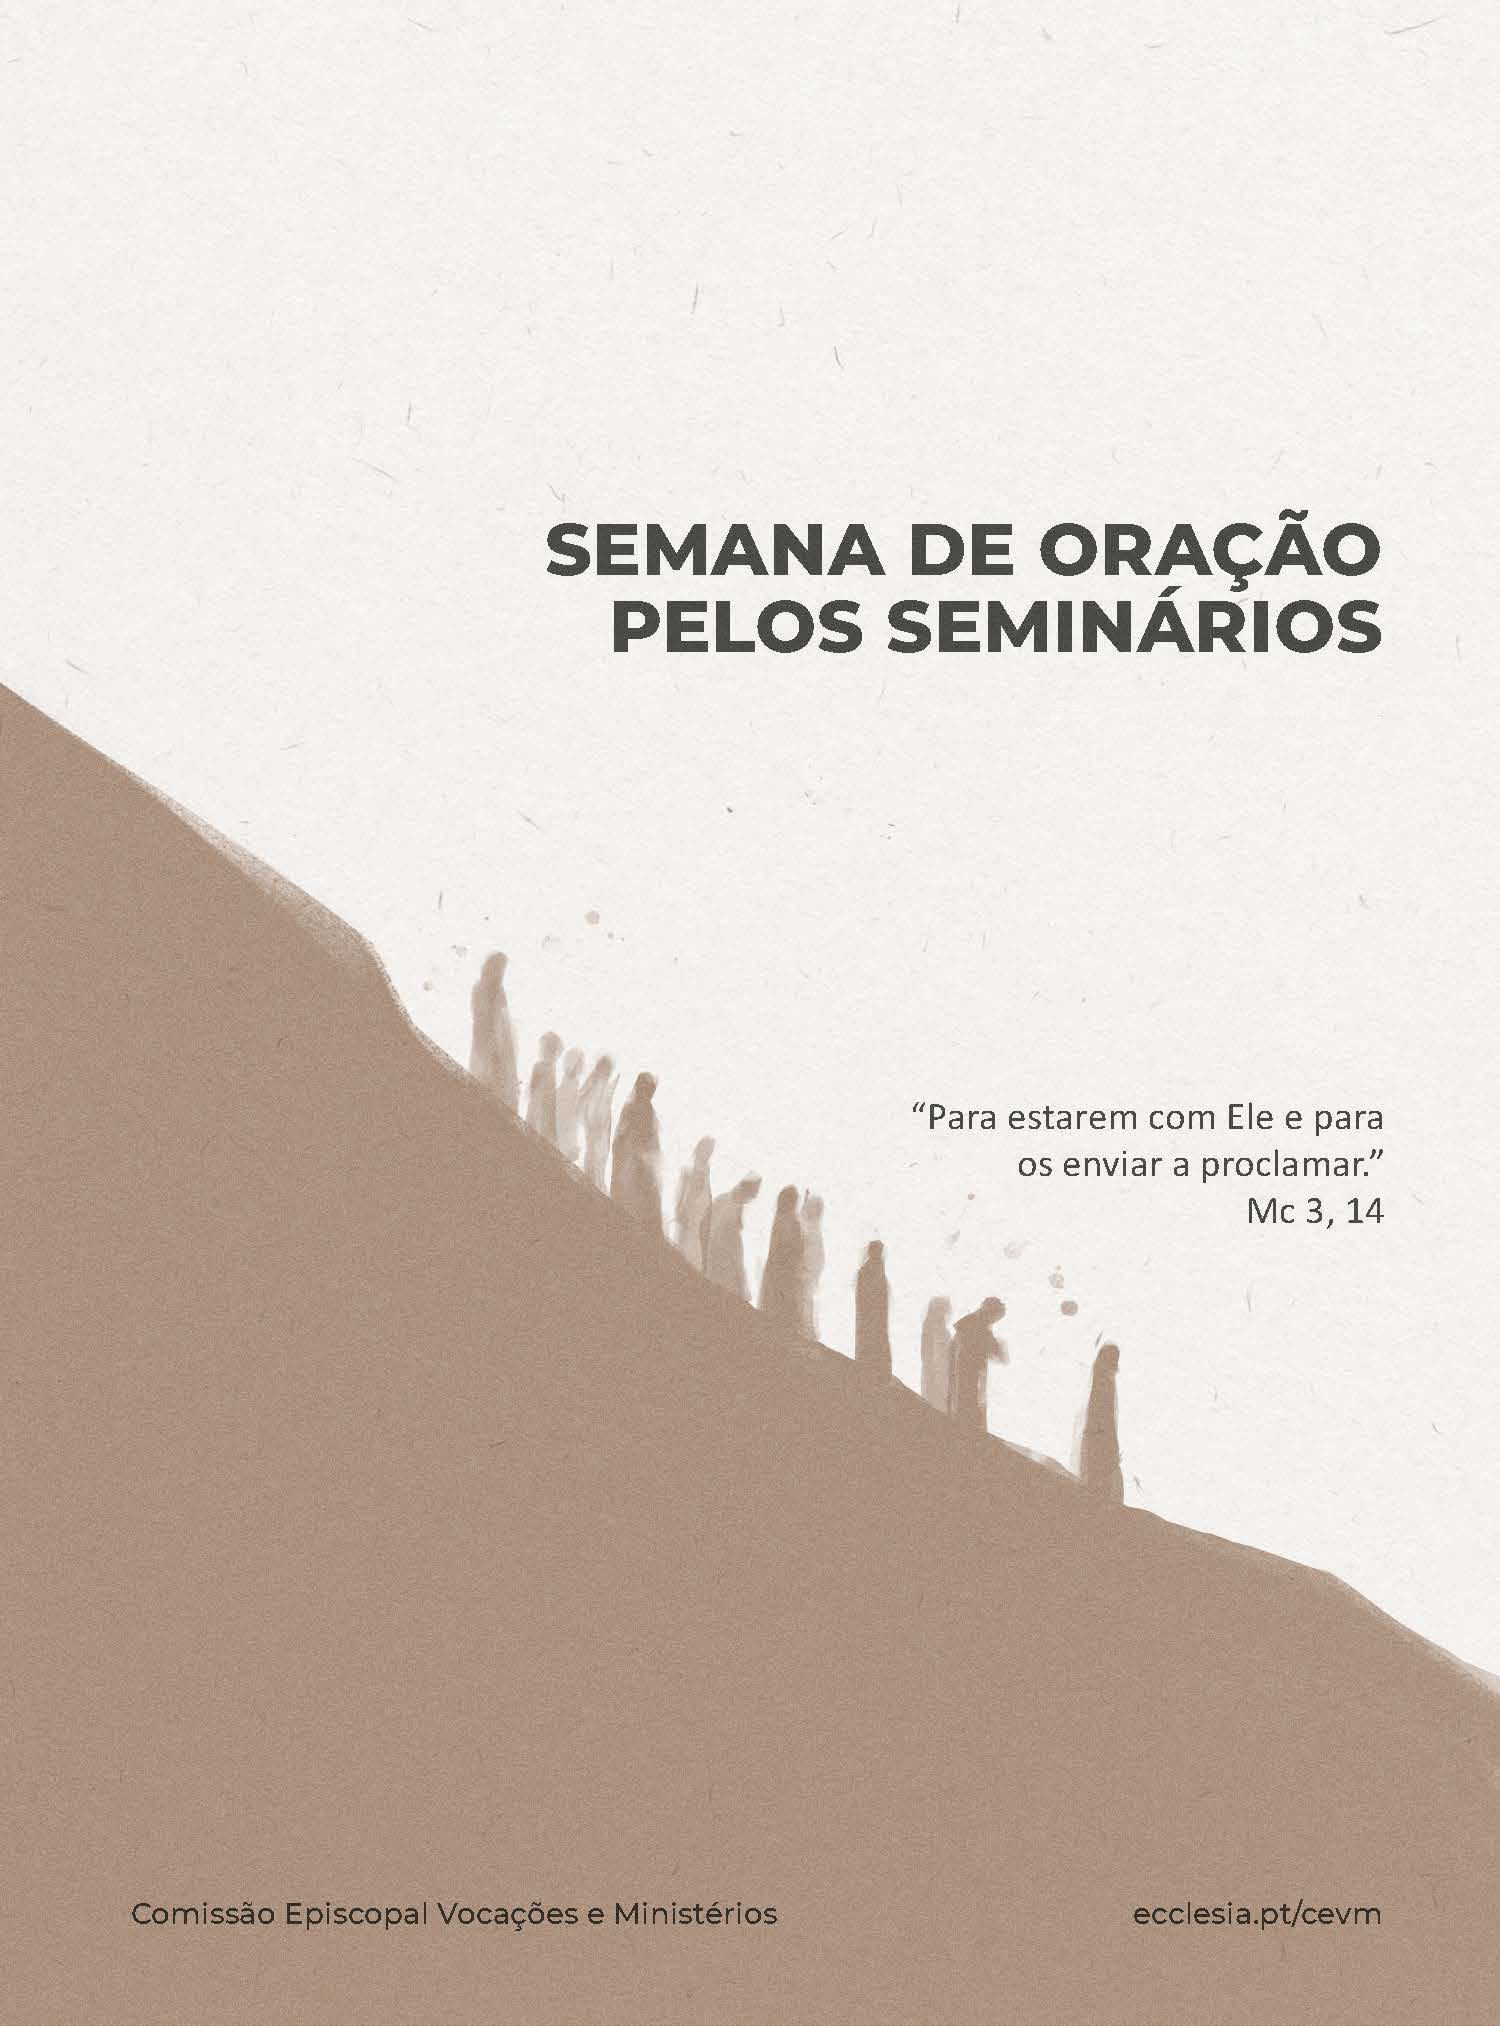 SEMANA DE ORAÇÃO
PELOS SEMINÁRIOS
“Para estarem com Ele e para
os enviar a proclamar.”
Mc 3, 14
Comissão Episcopal Vocações e Ministérios
ecclesia.pt/cevm